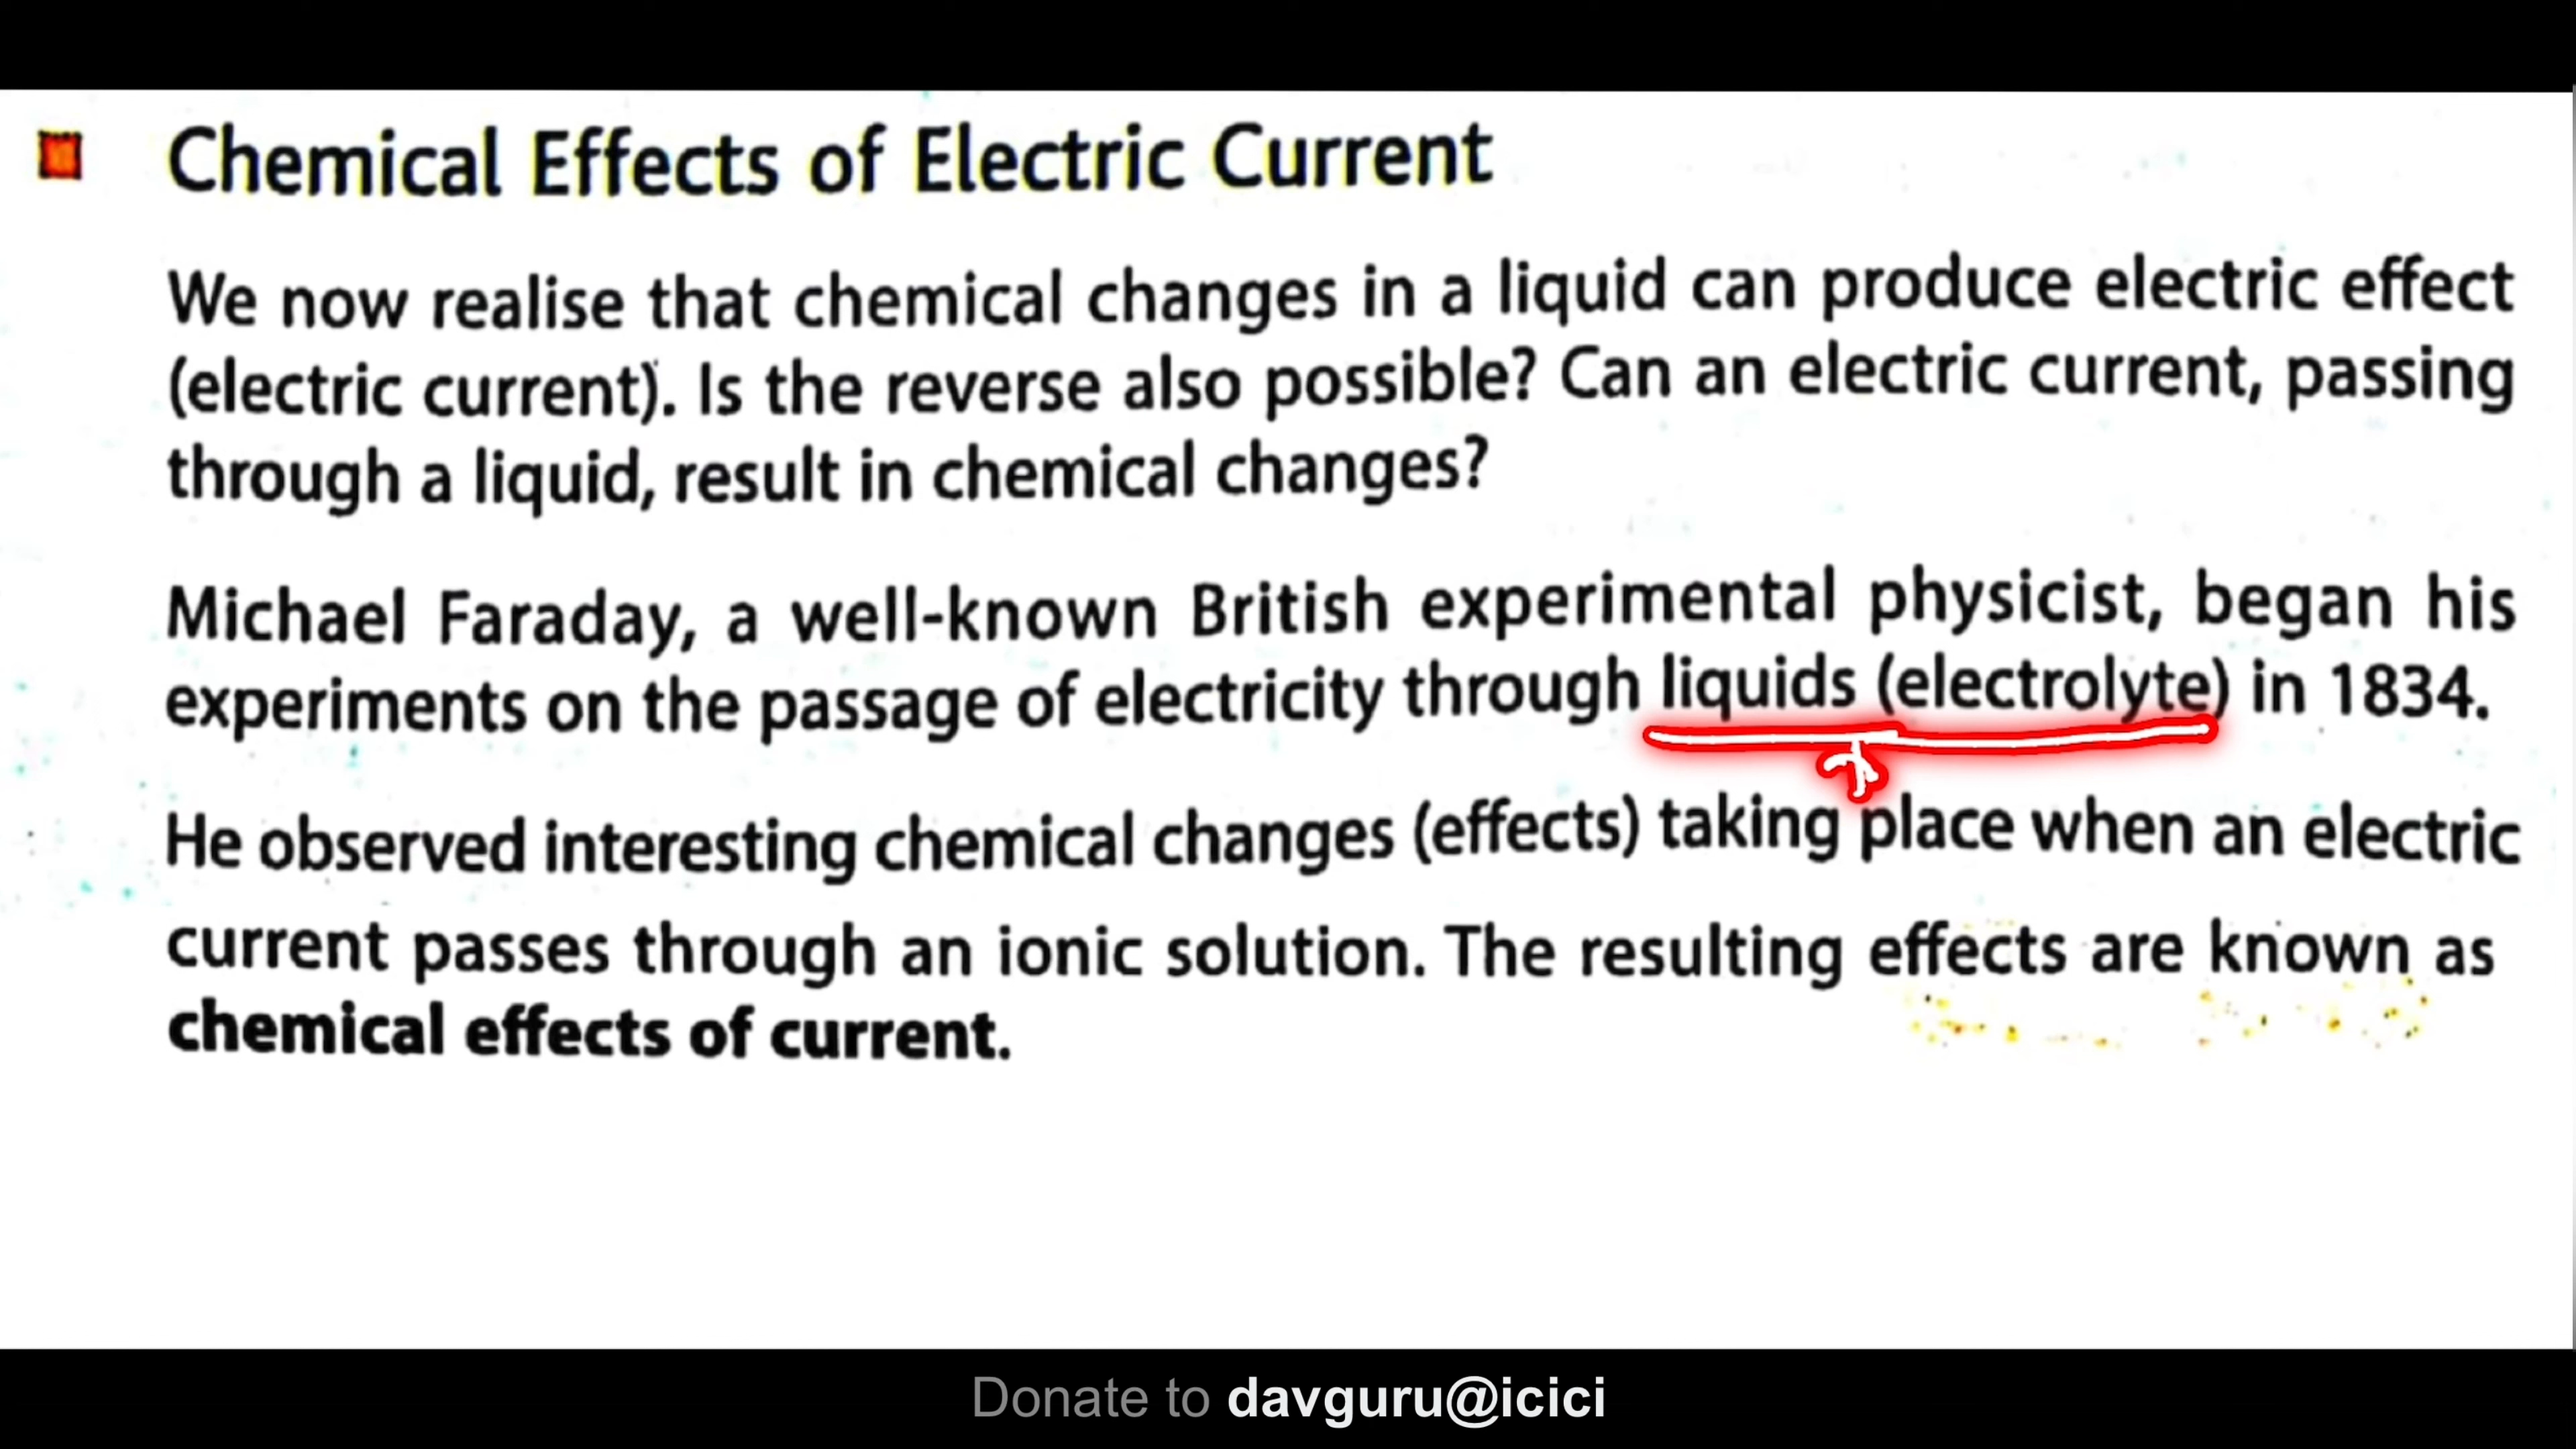 Chemical Effects of Electric Current
We now realise that chemical changes in a liquid can produce electric effect
(electric current). Is the reverse also possible? Can an electric current, passing
through a liquid, result in chemical changes?
Michael Faraday, a well-known British experimental physicist, began his
experiments on the passage of electricity through liquids (electrolyte) in 1834.
He observed interesting chemical changes (effects) taking place when an electric
current passes through an ionic solution. The resulting effects are known as
chemical effects of current.
Donate to davguru@icici